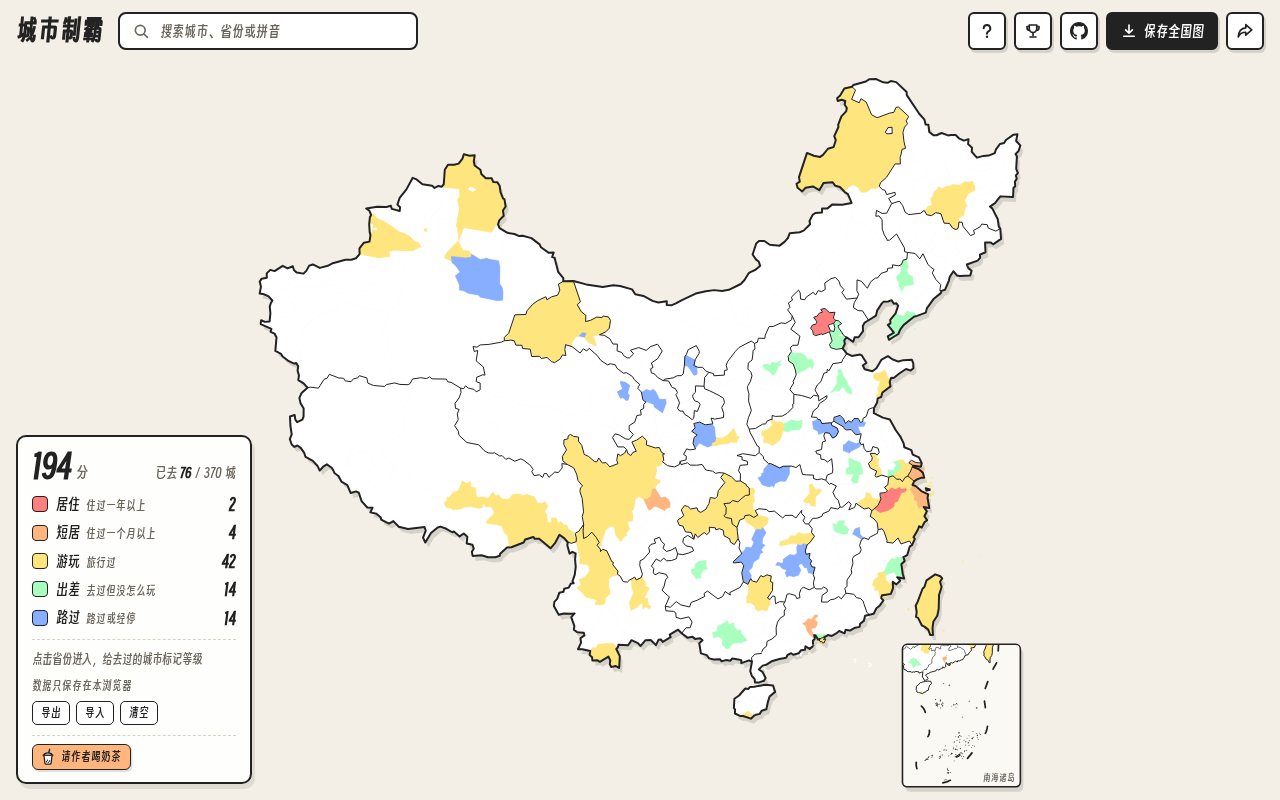 城市制霸
搜索城市、省份或拼音
?
保存全国图
194 分
已去 76 / 370 城
居住 住过一年以上 2
短居 住过一个月以上 4
游玩 旅行过 42
出差 去过但没怎么玩 14
路过 路过或经停 14
点击省份进入，给去过的城市标记等级
数据只保存在本浏览器
导出 导入 清空
请作者喝奶茶
南海诸岛